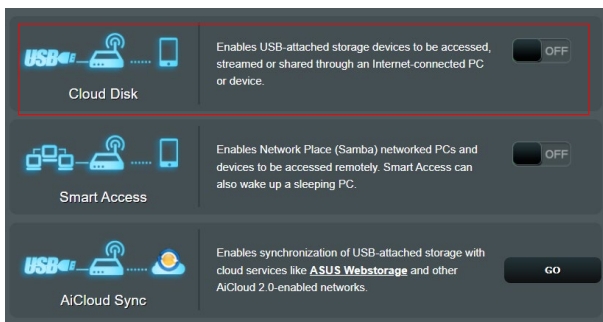 Enables USB-attached storage devices to be accessed,
streamed or shared through an Internet-connected PC
or device.
OFF
USB
Cloud Disk
Enables Network Place (Samba) networked PCs and
devices to be accessed remotely. Smart Access can
also wake up a sleeping PC.
OFF
Smart Access
Enables synchronization of USB-attached storage with
cloud services like ASUS Webstorage and other
AiCloud 2.0-enabled networks.
GO
USB
AiCloud Sync